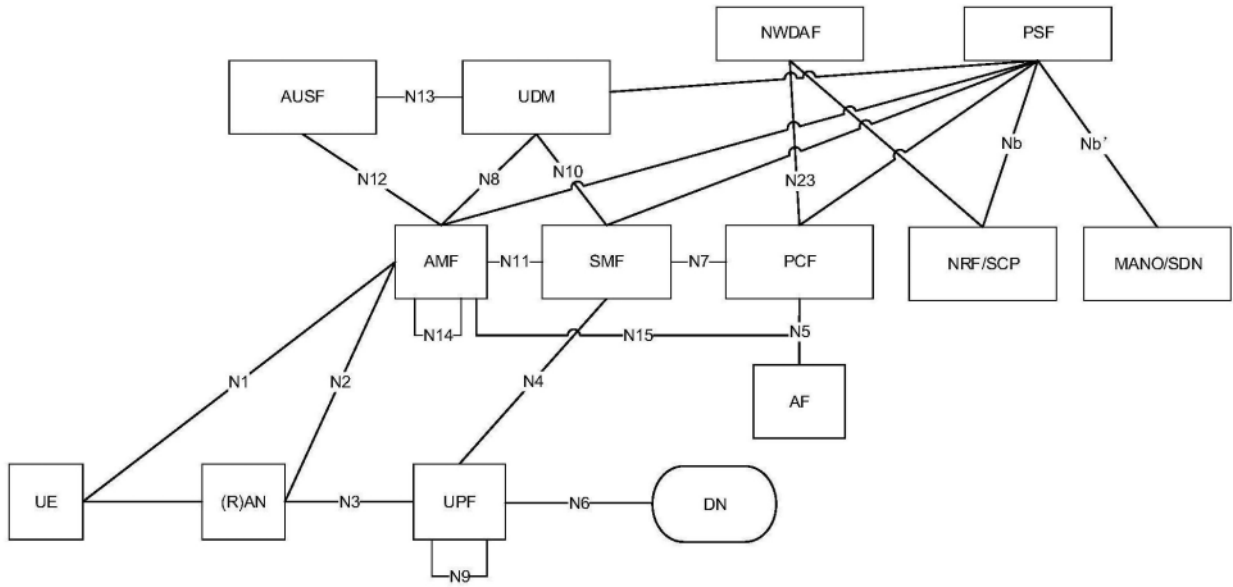 NWDAF
PSF
AUSF
N13
UDM
N12
N8
N10
N23
Nb
Nb’
AMF
N11
SMF
N7
PCF
NRF/SCP
MANO/SDN
N14
N15
N5
N1
N2
N4
AF
UE
(R)AN
N3
UPF
N6
DN
N9